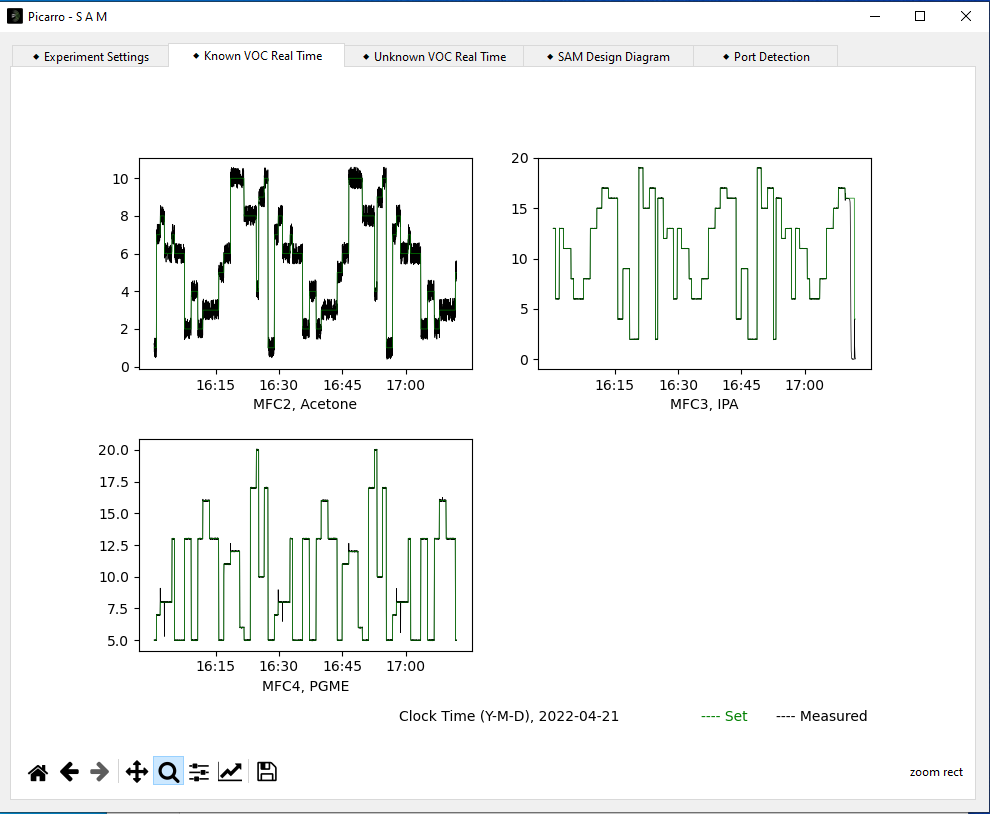 Picarro - S A M
◆ Experiment Settings
◆ Known VOC Real Time
◆ Unknown VOC Real Time
◆ SAM Design Diagram
◆ Port Detection
10
8
6
4
2
0
16:15 16:30 16:45 17:00
MFC2, Acetone
20
15
10
5
0
16:15 16:30 16:45 17:00
MFC3, IPA
20.0
17.5
15.0
12.5
10.0
7.5
5.0
16:15 16:30 16:45 17:00
MFC4, PGME
Clock Time (Y-M-D), 2022-04-21
---- Set
---- Measured
zoom rect